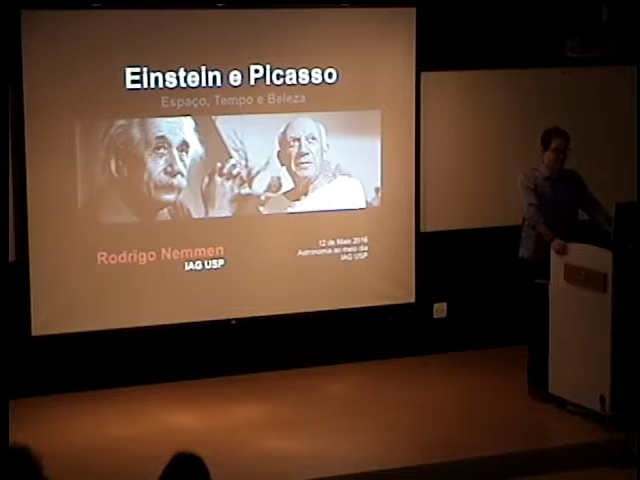 Einstein e Picasso
Espaço, Tempo e Beleza
Rodrigo Nemmen
IAG USP
12 de Maio 2016
Astronomia ao meio dia
IAG USP